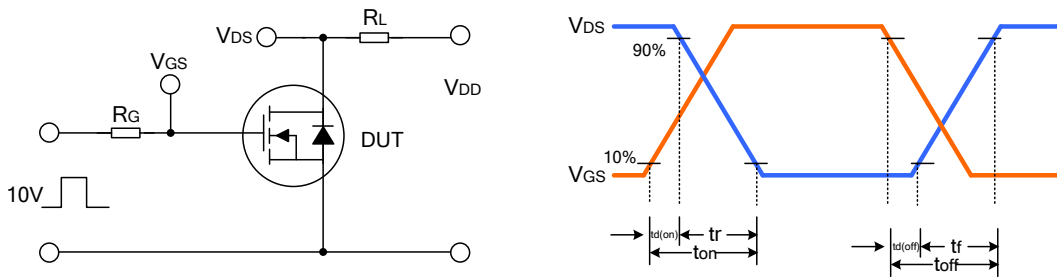 VDS
RL
VGS
VDD
RG
DUT
10V
VDS
90%
10%
VGS
td(on)
tr
ton
td(off)
tf
toff